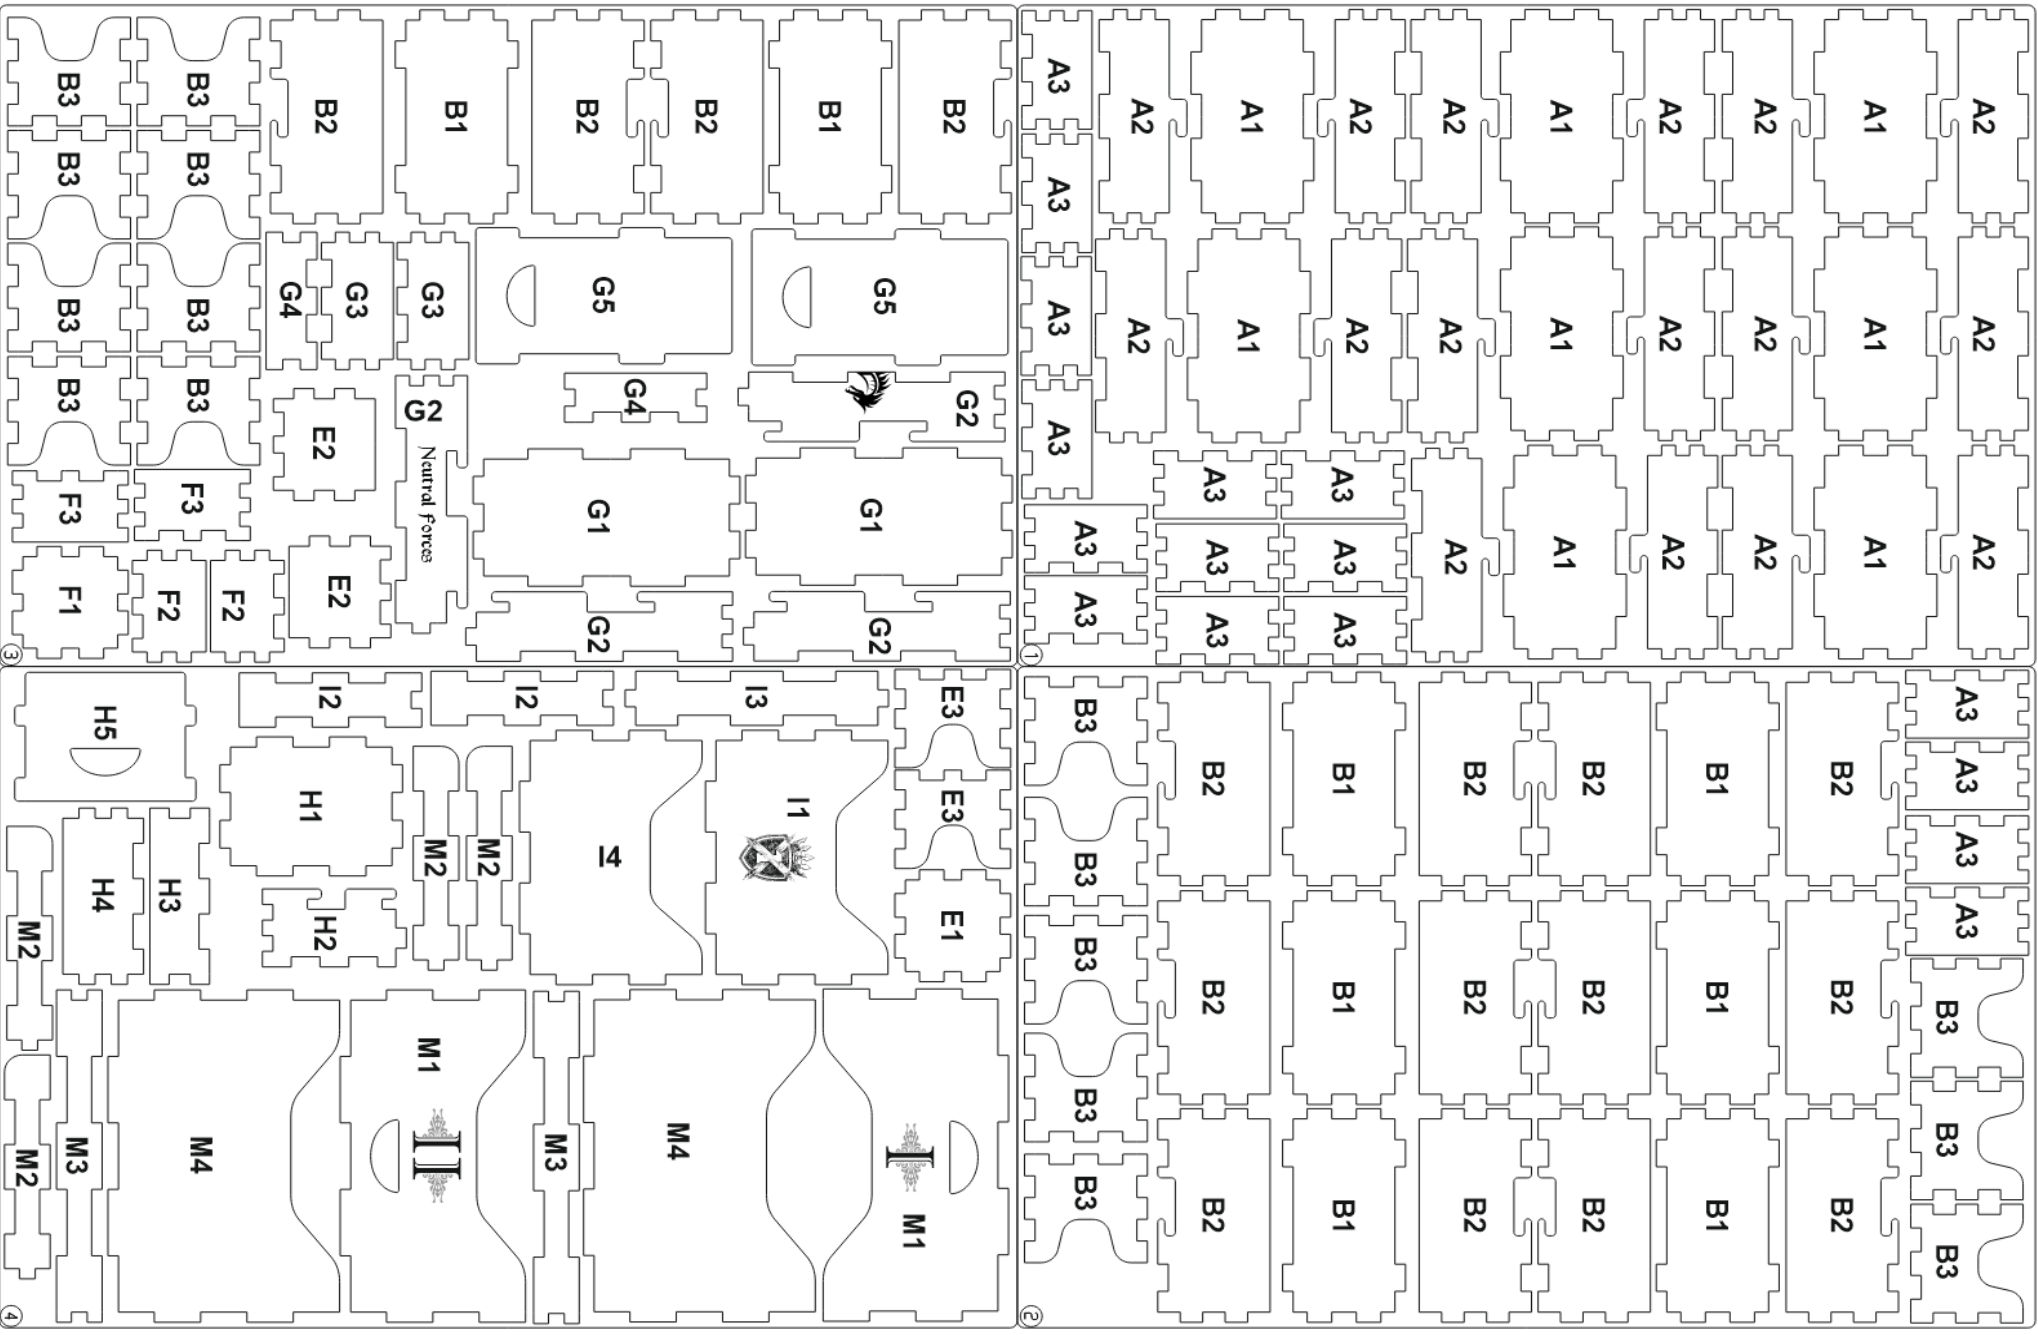 B3 B3 B2 B1 B2 B2 B1 B2
B3 B3
B3 B3 G4 G3 G3 G5 G5
B3 B3 E2 G2 G4 G2
Neutral Forces
F3 F3 G1 G1
F1 F2 F2 E2 G2 G2
3
A3 A2 A1 A2 A2 A1 A2 A2 A1 A2
A3
A3 A2 A1 A2 A2 A1 A2 A2 A1 A2
A3
A3 A3
A3 A3 A3 A2 A1 A2 A2 A1 A2
A3 A3 A3
1
H5 I2 I2 I3 E3
H1 M2 M2 I4 I1 E3
M2 H4 H3 H2 E1
M1
M2 M3 M4 II M3 M4 I
M1
4
B3 B2 B1 B2 B2 B1 B2 A3
A3
B3 A3
A3
B3 B2 B1 B2 B2 B1 B2 B3
B3 B3
B3 B2 B1 B2 B2 B1 B2 B3
2